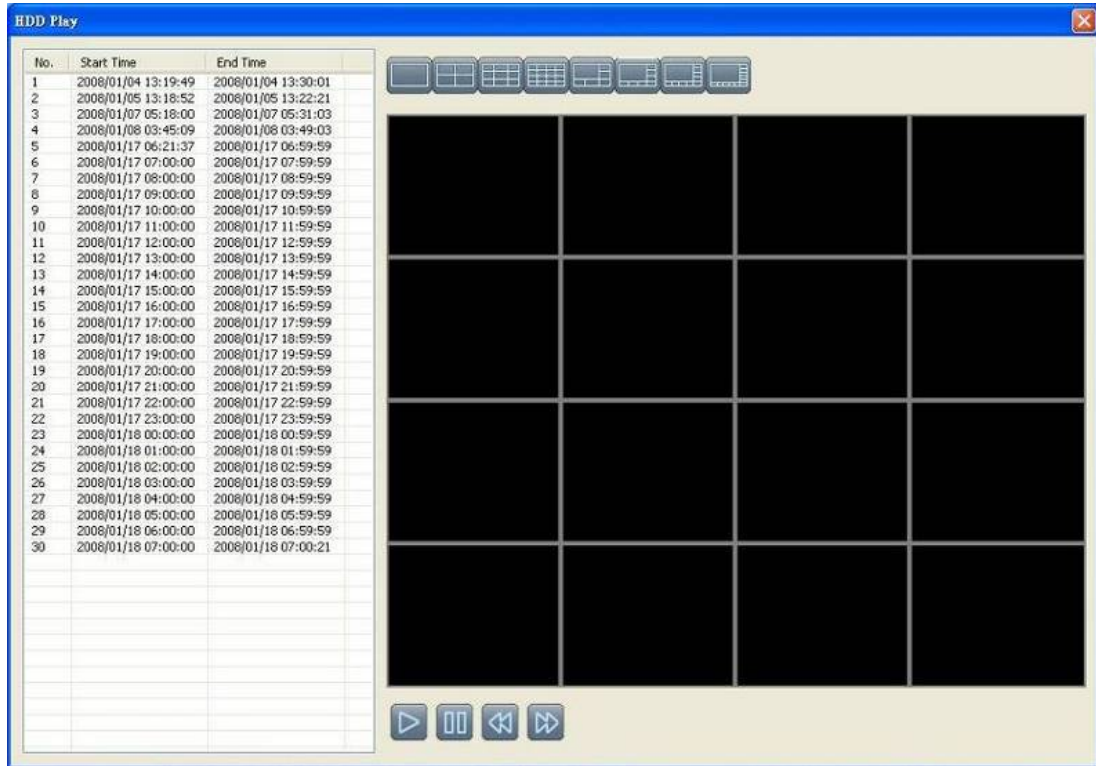 HDD Play
No. Start Time End Time
1 2008/01/04 13:19:49 2008/01/04 13:30:01
2 2008/01/05 13:18:52 2008/01/05 13:22:21
3 2008/01/07 05:18:00 2008/01/07 05:31:03
4 2008/01/08 03:45:09 2008/01/08 03:49:03
5 2008/01/17 06:21:37 2008/01/17 06:59:59
6 2008/01/17 07:00:00 2008/01/17 07:59:59
7 2008/01/17 08:00:00 2008/01/17 08:59:59
8 2008/01/17 09:00:00 2008/01/17 09:59:59
9 2008/01/17 10:00:00 2008/01/17 10:59:59
10 2008/01/17 11:00:00 2008/01/17 11:59:59
11 2008/01/17 12:00:00 2008/01/17 12:59:59
12 2008/01/17 13:00:00 2008/01/17 13:59:59
13 2008/01/17 14:00:00 2008/01/17 14:59:59
14 2008/01/17 15:00:00 2008/01/17 15:59:59
15 2008/01/17 16:00:00 2008/01/17 16:59:59
16 2008/01/17 17:00:00 2008/01/17 17:59:59
17 2008/01/17 18:00:00 2008/01/17 18:59:59
18 2008/01/17 19:00:00 2008/01/17 19:59:59
19 2008/01/17 20:00:00 2008/01/17 20:59:59
20 2008/01/17 21:00:00 2008/01/17 21:59:59
21 2008/01/17 22:00:00 2008/01/17 22:59:59
22 2008/01/17 23:00:00 2008/01/17 23:59:59
23 2008/01/18 00:00:00 2008/01/18 00:59:59
24 2008/01/18 01:00:00 2008/01/18 01:59:59
25 2008/01/18 02:00:00 2008/01/18 02:59:59
26 2008/01/18 03:00:00 2008/01/18 03:59:59
27 2008/01/18 04:00:00 2008/01/18 04:59:59
28 2008/01/18 05:00:00 2008/01/18 05:59:59
29 2008/01/18 06:00:00 2008/01/18 06:59:59
30 2008/01/18 07:00:00 2008/01/18 07:00:21